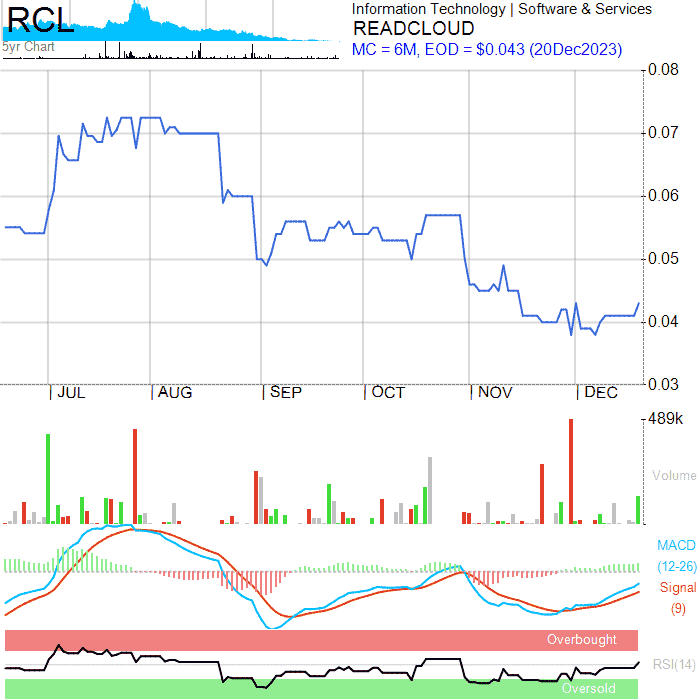 RCL
Information Technology | Software & Services
READCLOUD
5yr Chart
MC = 6M, EOD = $0.043 (20Dec2023)
0.08
0.07
0.06
0.05
0.04
0.03
| JUL | AUG | SEP | OCT | NOV | DEC
489k
Volume
MACD
(12-26)
Signal
(9)
Overbought
RSI(14)
Oversold